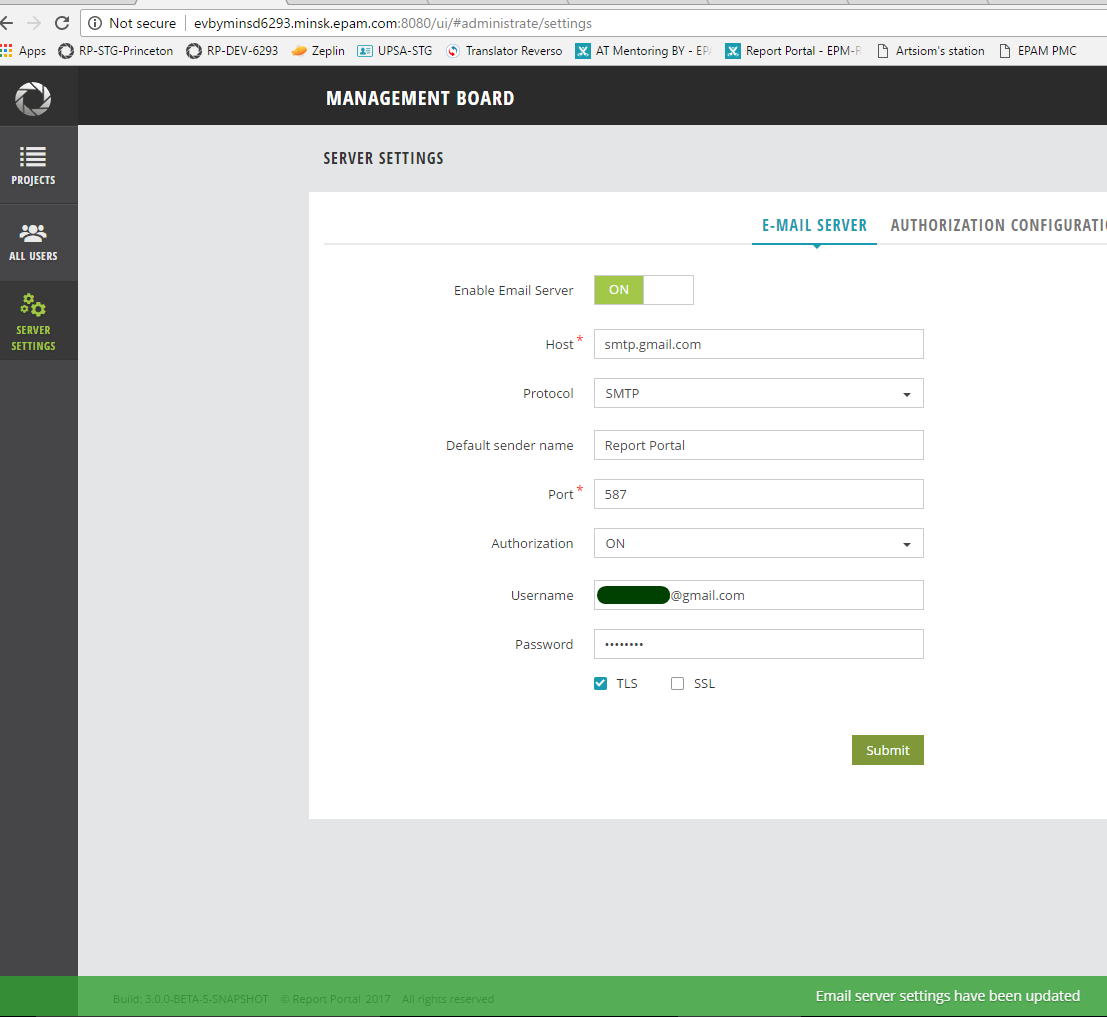 Not secure evbyminsd6293.minsk.epam.com:8080/ui/#administrate/settings
Apps RP-STG-Princeton RP-DEV-6293 Zeplin UPSA-STG Translator Reverso AT Mentoring BY - EPA Report Portal - EPM-R Artsiom's station EPAM PMC
MANAGEMENT BOARD
SERVER SETTINGS
PROJECTS
ALL USERS
SERVER
SETTINGS
E-MAIL SERVER AUTHORIZATION CONFIGURATI
Enable Email Server ON
Host * smtp.gmail.com
Protocol SMTP
Default sender name Report Portal
Port * 587
Authorization ON
Username @gmail.com
Password ••••••••
TLS SSL
Submit
Build: 3.0.0-BETA-5-SNAPSHOT © Report Portal 2017 All rights reserved
Email server settings have been updated